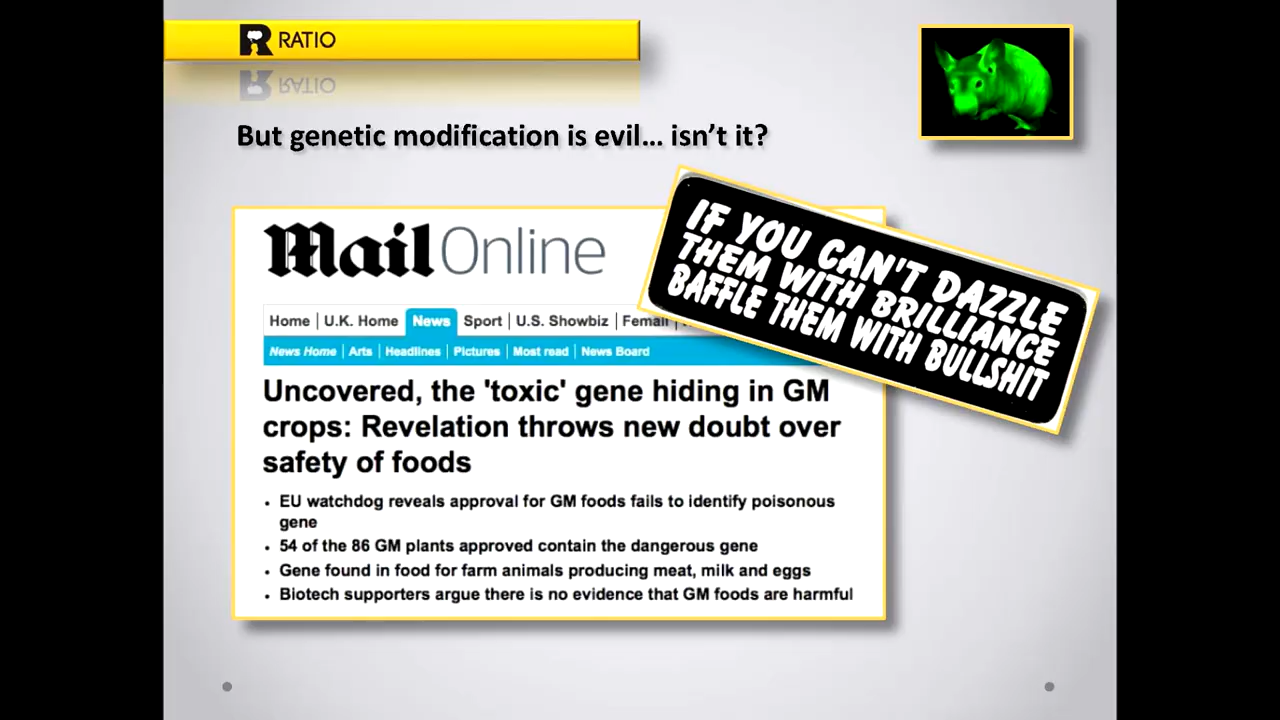 RATIO
But genetic modification is evil... isn't it?
Mail Online
Home | U.K. Home | News | Sport | U.S. Showbiz | Femail |
News Home | Arts | Headlines | Pictures | Most read | News Board
Uncovered, the 'toxic' gene hiding in GM
crops: Revelation throws new doubt over
safety of foods
• EU watchdog reveals approval for GM foods fails to identify poisonous
gene
• 54 of the 86 GM plants approved contain the dangerous gene
• Gene found in food for farm animals producing meat, milk and eggs
• Biotech supporters argue there is no evidence that GM foods are harmful
IF YOU CAN'T DAZZLE
THEM WITH BRILLIANCE
BAFFLE THEM WITH BULLSHIT